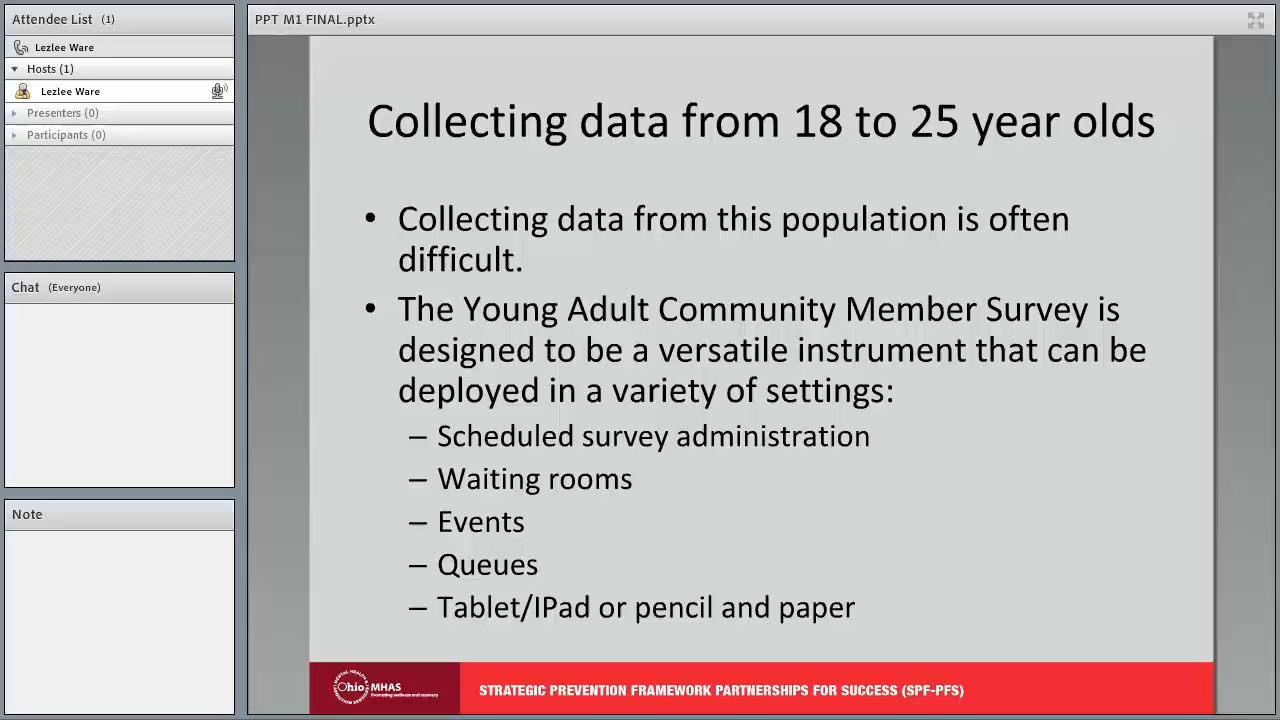 Attendee List (1)
Lezlee Ware
Hosts (1)
Lezlee Ware
Presenters (0)
Participants (0)
Chat (Everyone)
Note
PPT M1 FINAL.pptx
Collecting data from 18 to 25 year olds
• Collecting data from this population is often
difficult.
• The Young Adult Community Member Survey is
designed to be a versatile instrument that can be
deployed in a variety of settings:
– Scheduled survey administration
– Waiting rooms
– Events
– Queues
– Tablet/IPad or pencil and paper
Ohio MHAS
Promoting wellness and recovery
STRATEGIC PREVENTION FRAMEWORK PARTNERSHIPS FOR SUCCESS (SPF-PFS)